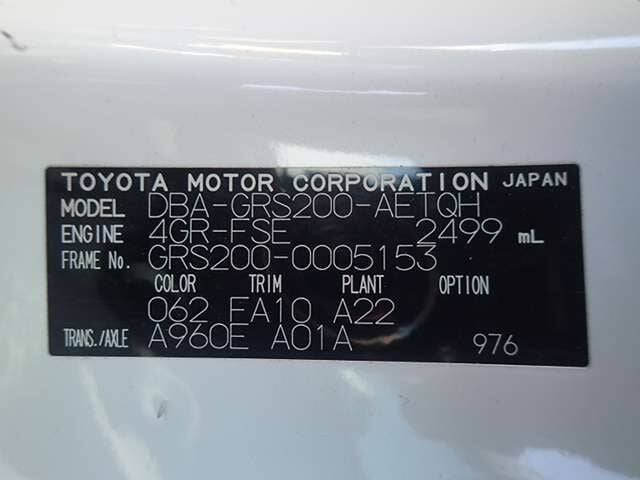 TOYOTA MOTOR CORPORATION JAPAN
MODEL DBA-GRS200-AETQH
ENGINE 4GR-FSE 2499 mL
FRAME No. GRS200-0005153
COLOR TRIM PLANT OPTION
062 FA10 A22
TRANS./AXLE A960E A01A 976